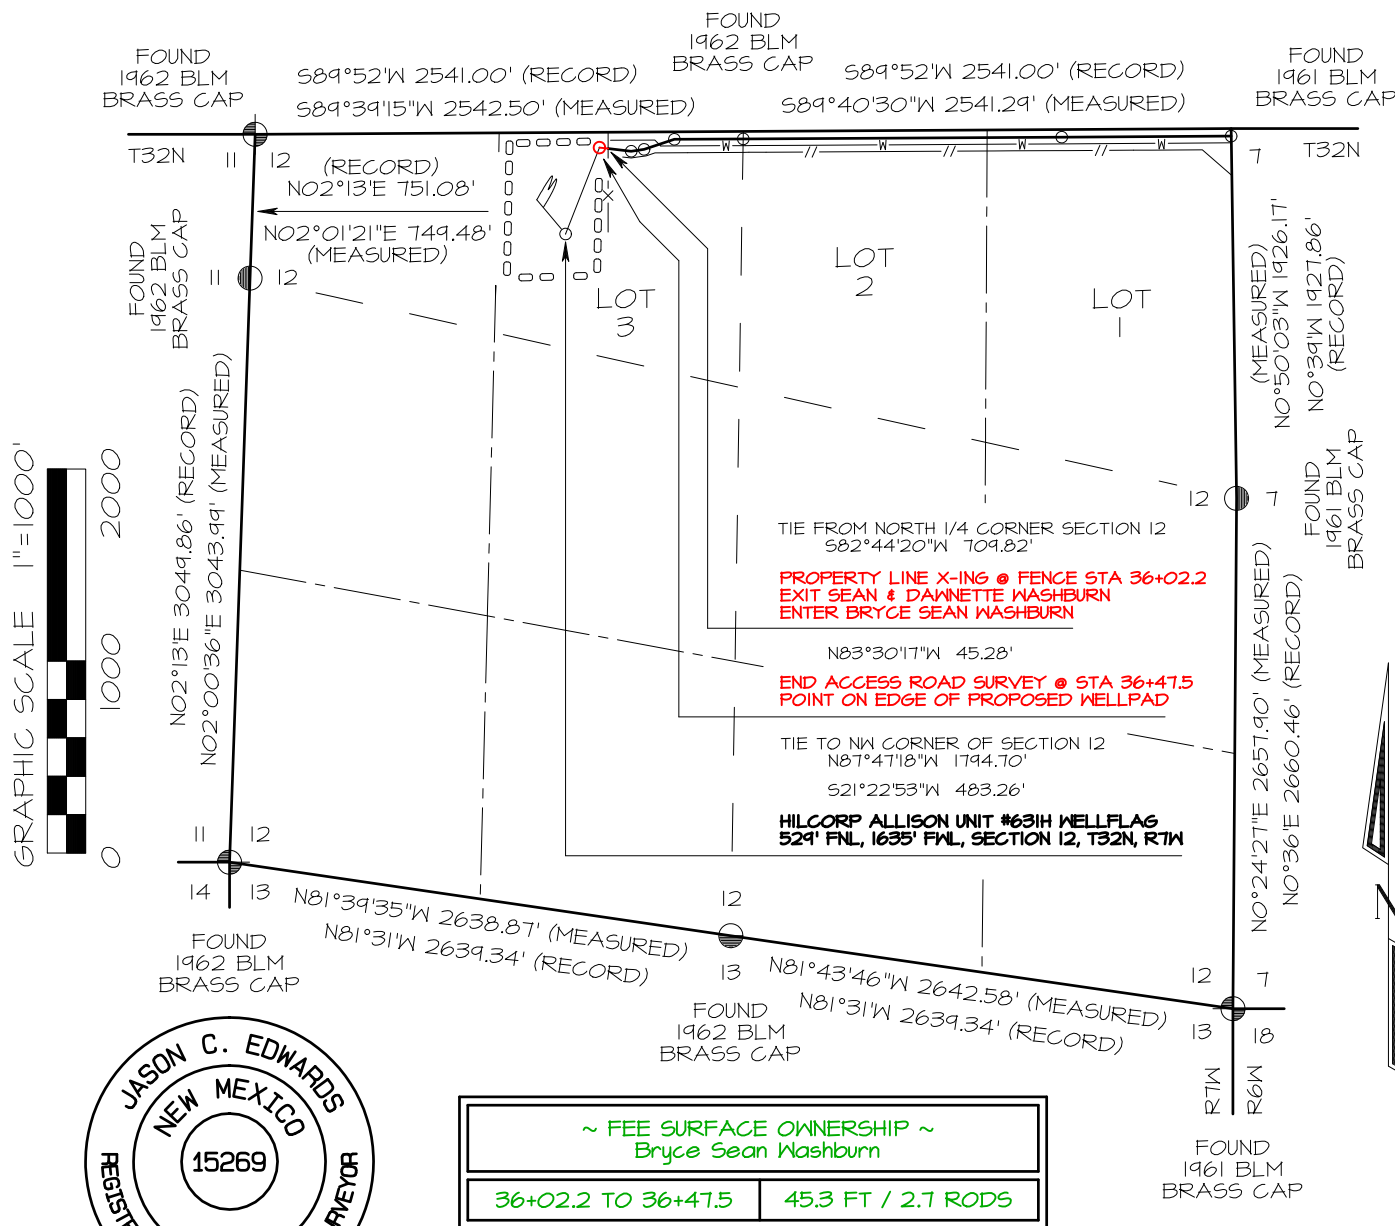 FOUND
1962 BLM
BRASS CAP
FOUND
1962 BLM
BRASS CAP
FOUND
1961 BLM
BRASS CAP
S89°52'W 2541.00' (RECORD)
S89°39'15"W 2542.50' (MEASURED)
S89°52'W 2541.00' (RECORD)
S89°40'30"W 2541.29' (MEASURED)
T32N
11
12
7
T32N
(RECORD)
N02°13'E 751.08'
N02°01'21"E 749.48'
(MEASURED)
W
W
W
W
//
//
//
X
FOUND
1962 BLM
BRASS CAP
11
12
LOT
3
LOT
2
LOT
1
(MEASURED)
N0°50'03"W 1926.17'
N0°39'W 1927.86'
(RECORD)
12
7
FOUND
1961 BLM
BRASS CAP
GRAPHIC SCALE 1"=1000'
2000
1000
0
N02°13'E 3049.86' (RECORD)
N02°00'36"E 3043.99' (MEASURED)
TIE FROM NORTH 1/4 CORNER SECTION 12
S82°44'20"W 709.82'
PROPERTY LINE X-ING @ FENCE STA 36+02.2
EXIT SEAN & DAWNETTE WASHBURN
ENTER BRYCE SEAN WASHBURN
N83°30'17"W 45.28'
END ACCESS ROAD SURVEY @ STA 36+47.5
POINT ON EDGE OF PROPOSED WELLPAD
TIE TO NW CORNER OF SECTION 12
N87°47'18"W 1794.70'
S21°22'53"W 483.26'
HILCORP ALLISON UNIT #631H WELLFLAG
529' FNL, 1635' FWL, SECTION 12, T32N, R7W
N0°24'27"E 2657.90' (MEASURED)
N0°36'E 2660.46' (RECORD)
11
12
14
13
N81°39'35"W 2638.87' (MEASURED)
N81°31'W 2639.34' (RECORD)
12
13
N81°43'46"W 2642.58' (MEASURED)
N81°31'W 2639.34' (RECORD)
12
7
13
18
R7W
R6W
FOUND
1962 BLM
BRASS CAP
FOUND
1962 BLM
BRASS CAP
FOUND
1961 BLM
BRASS CAP
JASON C. EDWARDS
NEW MEXICO
15269
~ FEE SURFACE OWNERSHIP ~
Bryce Sean Washburn
36+02.2 TO 36+47.5
45.3 FT / 2.7 RODS